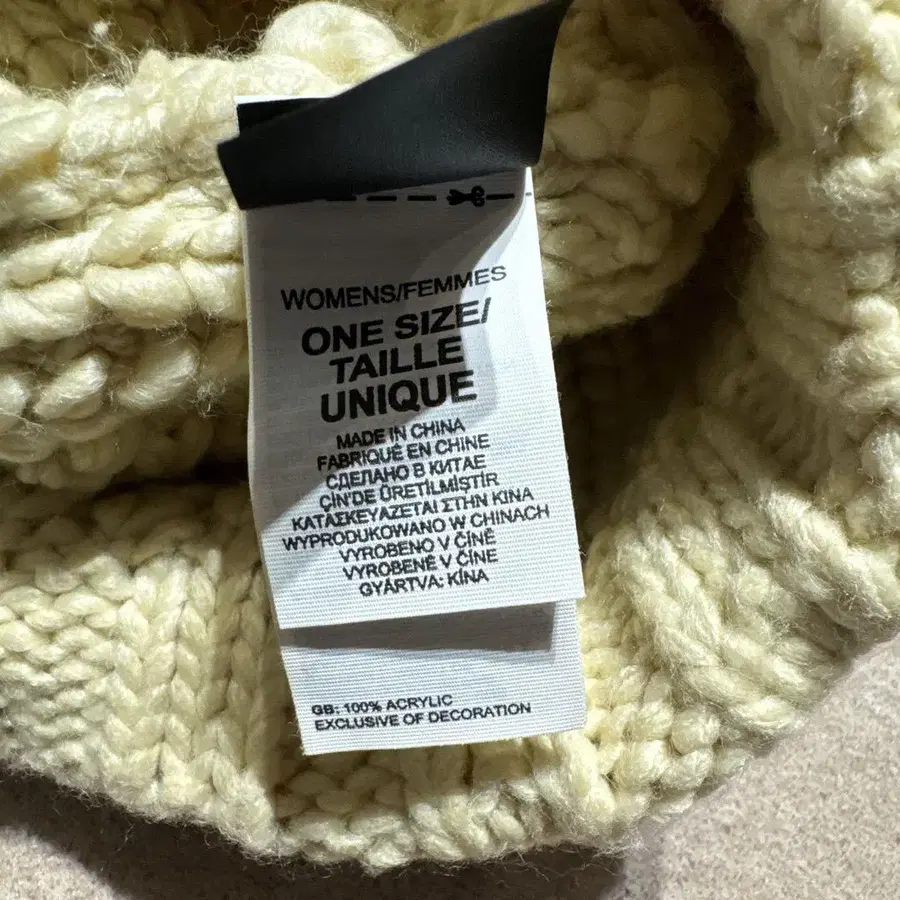 WOMENS/FEMMES
ONE SIZE/
TAILLE
UNIQUE
MADE IN CHINA
FABRIQUÉ EN CHINE
СДЕЛАНО В КИТАЕ
ÇİN'DE ÜRETİLMİŞTİR
ΚΑΤΑΣΚΕΥΑΖΕΤΑΙ ΣΤΗΝ ΚΙΝΑ
WYPRODUKOWANO W CHINACH
VYROBENO V ČÍNĚ
VYROBENÉ V ČÍNE
GYÁRTVA: KÍNA
GB: 100% ACRYLIC
EXCLUSIVE OF DECORATION